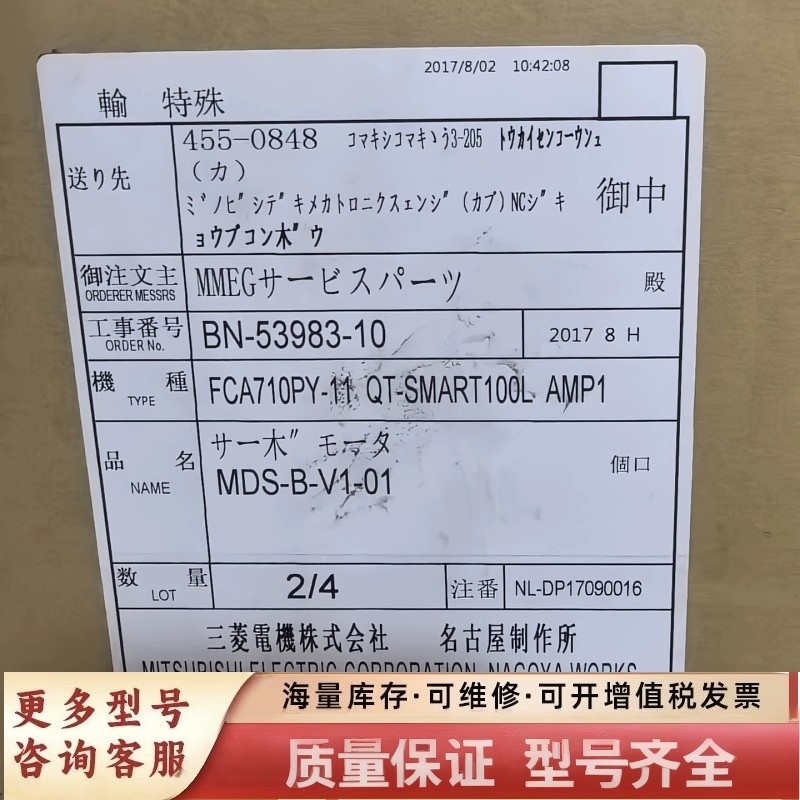 2017/8/02 10:42:08
輸 特殊
送り先
455-0848 コマキシコマキヽう3-205 トウカイセンコーウンュ
(カ)
ミ゛ノビ シデ キメカトロニクスェンジ (カブ)NCジ キ
ョウブコン木゛ウ
御中
御注文主
ORDERER MESSRS
MMEGサービスパーツ 殿
工事番号
ORDER No.
BN-53983-10
2017 8 H
機種
TYPE
FCA710PY-11 QT-SMART100L AMP1
品名
NAME
サー木゛モータ
MDS-B-V1-01
個口
数量
LOT
2/4
注番
NL-DP17090016
三菱電機株式会社 名古屋制作所
MITSUBISHI ELECTRIC CORPORATION NAGOYA WORKS
更多型号
咨询客服
海量库存·可维修·可开增值税发票
质量保证 型号齐全